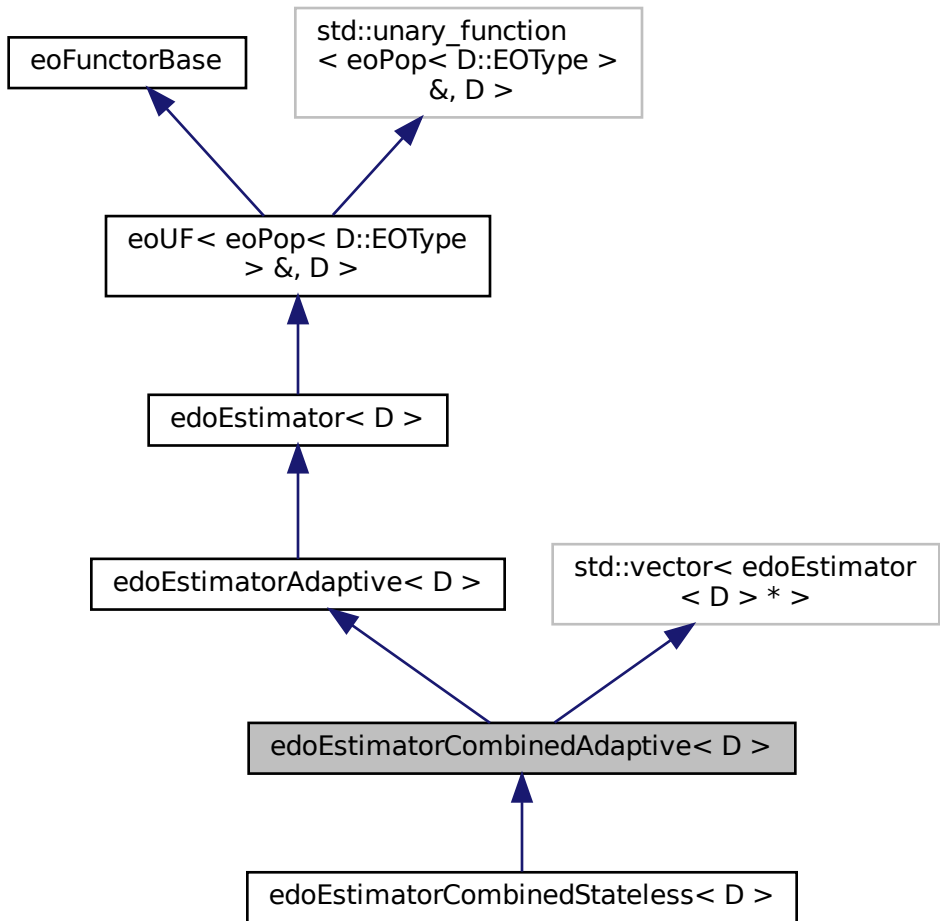 eoFunctorBase
std::unary_function
< eoPop< D::EOType >
&, D >
eoUF< eoPop< D::EOType
> &, D >
edoEstimator< D >
edoEstimatorAdaptive< D >
std::vector< edoEstimator
< D > * >
edoEstimatorCombinedAdaptive< D >
edoEstimatorCombinedStateless< D >